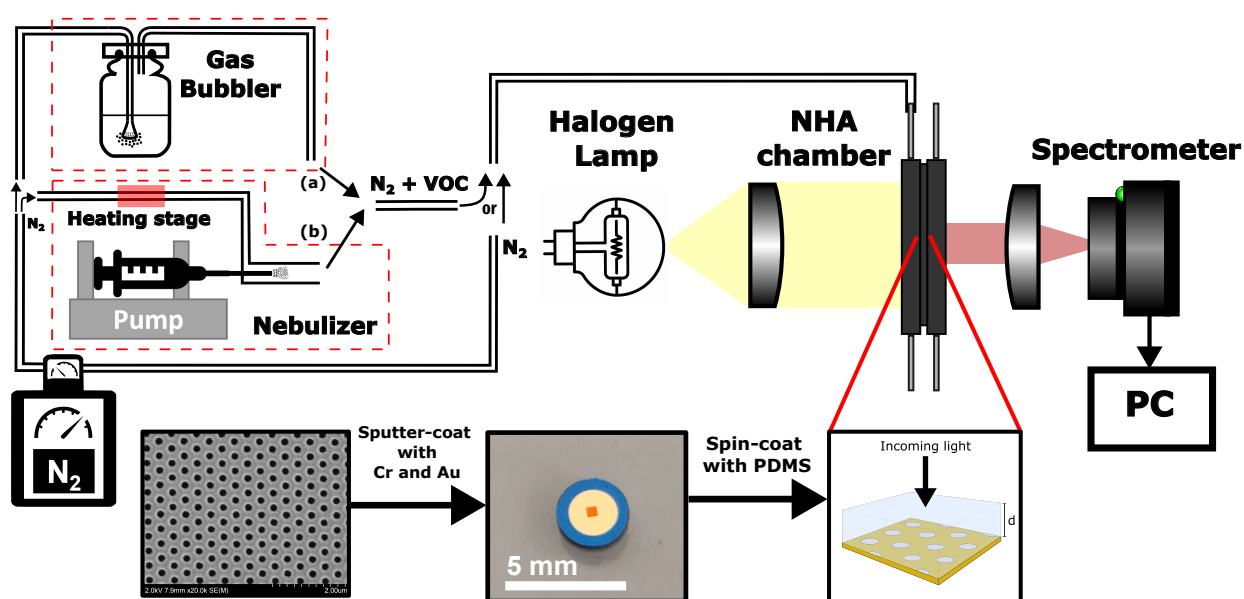 Gas
Bubbler
(a)
N₂ + VOC
or
N₂
N₂
Heating stage
(b)
Pump
Nebulizer
N₂
Halogen
Lamp
NHA
chamber
Spectrometer
PC
2.0kV 7.9mm x20.0k SE(M)
2.00um
Sputter-coat
with
Cr and Au
5 mm
Spin-coat
with PDMS
Incoming light
d